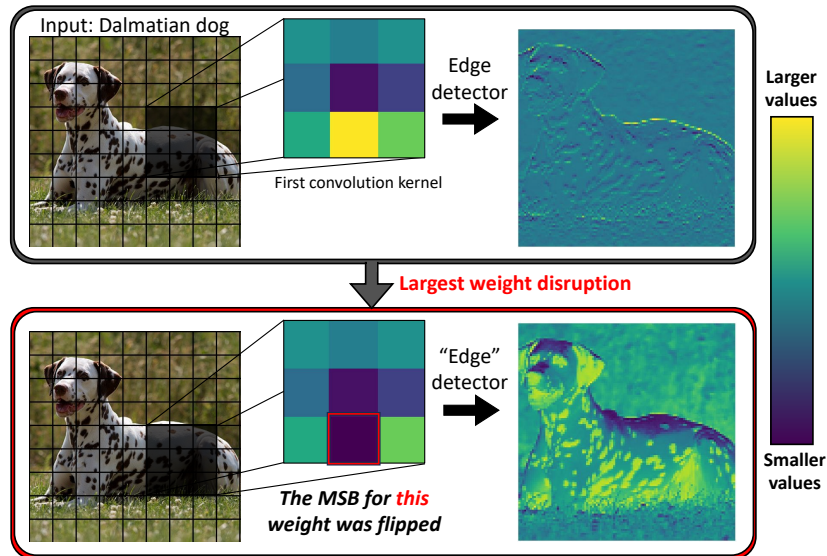 Input: Dalmatian dog
Edge
detector
First convolution kernel
Larger
values
Largest weight disruption
“Edge”
detector
Smaller
values
The MSB for this
weight was flipped